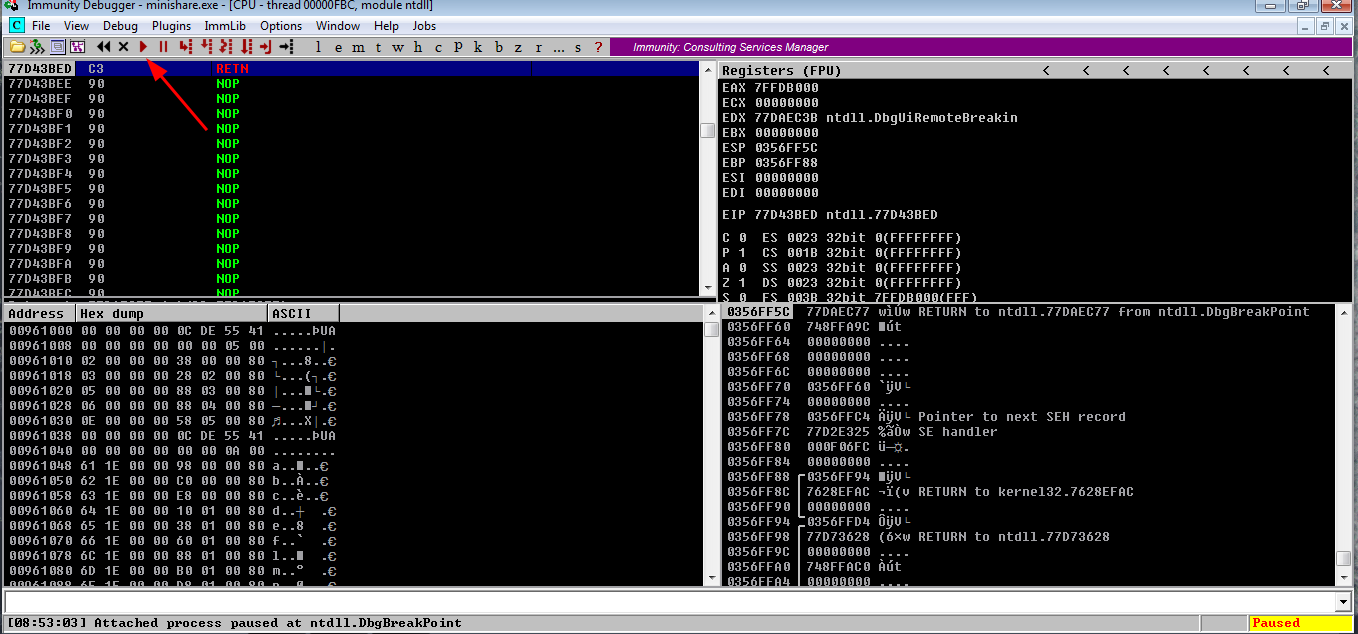 Immunity Debugger - minishare.exe - [CPU - thread 00000FBC, module ntdll]
File View Debug Plugins ImmLib Options Window Help Jobs
l e m t w h c P k b z r ... s ?
Immunity: Consulting Services Manager
77D43BED C3 RETN
77D43BEE 90 NOP
77D43BEF 90 NOP
77D43BF0 90 NOP
77D43BF1 90 NOP
77D43BF2 90 NOP
77D43BF3 90 NOP
77D43BF4 90 NOP
77D43BF5 90 NOP
77D43BF6 90 NOP
77D43BF7 90 NOP
77D43BF8 90 NOP
77D43BF9 90 NOP
77D43BFA 90 NOP
77D43BFB 90 NOP
77D43BFC 90 NOP
Registers (FPU) < < < < < < < <
EAX 7FFDB000
ECX 00000000
EDX 77DAEC3B ntdll.DbgUiRemoteBreakin
EBX 00000000
ESP 0356FF5C
EBP 0356FF88
ESI 00000000
EDI 00000000
EIP 77D43BED ntdll.77D43BED
C 0 ES 0023 32bit 0(FFFFFFFF)
P 1 CS 001B 32bit 0(FFFFFFFF)
A 0 SS 0023 32bit 0(FFFFFFFF)
Z 1 DS 0023 32bit 0(FFFFFFFF)
S 0 FS 003B 32bit 7FFDB000(FFF)
Address Hex dump ASCII
00961000 00 00 00 00 0C DE 55 41 .....ÞUA
00961008 00 00 00 00 00 00 05 00 ......|.
00961010 02 00 00 00 38 00 00 80 ┐...8..€
00961018 03 00 00 00 28 02 00 80 └...(┐.€
00961020 05 00 00 00 88 03 00 80 |...█└.€
00961028 06 00 00 00 88 04 00 80 ─...█┘.€
00961030 0E 00 00 00 58 05 00 80 ♬...X|.€
00961038 00 00 00 00 0C DE 55 41 .....ÞUA
00961040 00 00 00 00 00 00 0A 00 ........
00961048 61 1E 00 00 98 00 00 80 a..█..€
00961050 62 1E 00 00 C0 00 00 80 b..À..€
00961058 63 1E 00 00 E8 00 00 80 c..è..€
00961060 64 1E 00 00 10 01 00 80 d..┼ .€
00961068 65 1E 00 00 38 01 00 80 e..8 .€
00961070 66 1E 00 00 60 01 00 80 f..` .€
00961078 6C 1E 00 00 88 01 00 80 l..█ .€
00961080 6D 1E 00 00 B0 01 00 80 m..° .€
0356FF5C 77DAEC77 wìÚw RETURN to ntdll.77DAEC77 from ntdll.DbgBreakPoint
0356FF60 748FFA9C █út
0356FF64 00000000 ....
0356FF68 00000000 ....
0356FF6C 00000000 ....
0356FF70 0356FF60 `ÿV└
0356FF74 00000000 ....
0356FF78 0356FFC4 ÄÿV└ Pointer to next SEH record
0356FF7C 77D2E325 %ãÒw SE handler
0356FF80 000F06FC ü─☼.
0356FF84 00000000 ....
0356FF88 0356FF94 █ÿV└
0356FF8C 7628EFAC ¬ï(v RETURN to kernel32.7628EFAC
0356FF90 00000000 ....
0356FF94 0356FFD4 ÔÿV└
0356FF98 77D73628 (6×w RETURN to ntdll.77D73628
0356FF9C 00000000 ....
0356FFA0 748FFAC0 Àút
0356FFA4 00000000 ....
[08:53:03] Attached process paused at ntdll.DbgBreakPoint
Paused